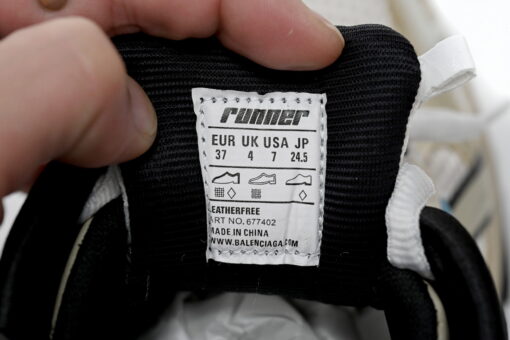 runner
EUR UK USA JP
37 4 7 24.5
LEATHERFREE
ART NO. 677402
MADE IN CHINA
WWW.BALENCIAGA.COM